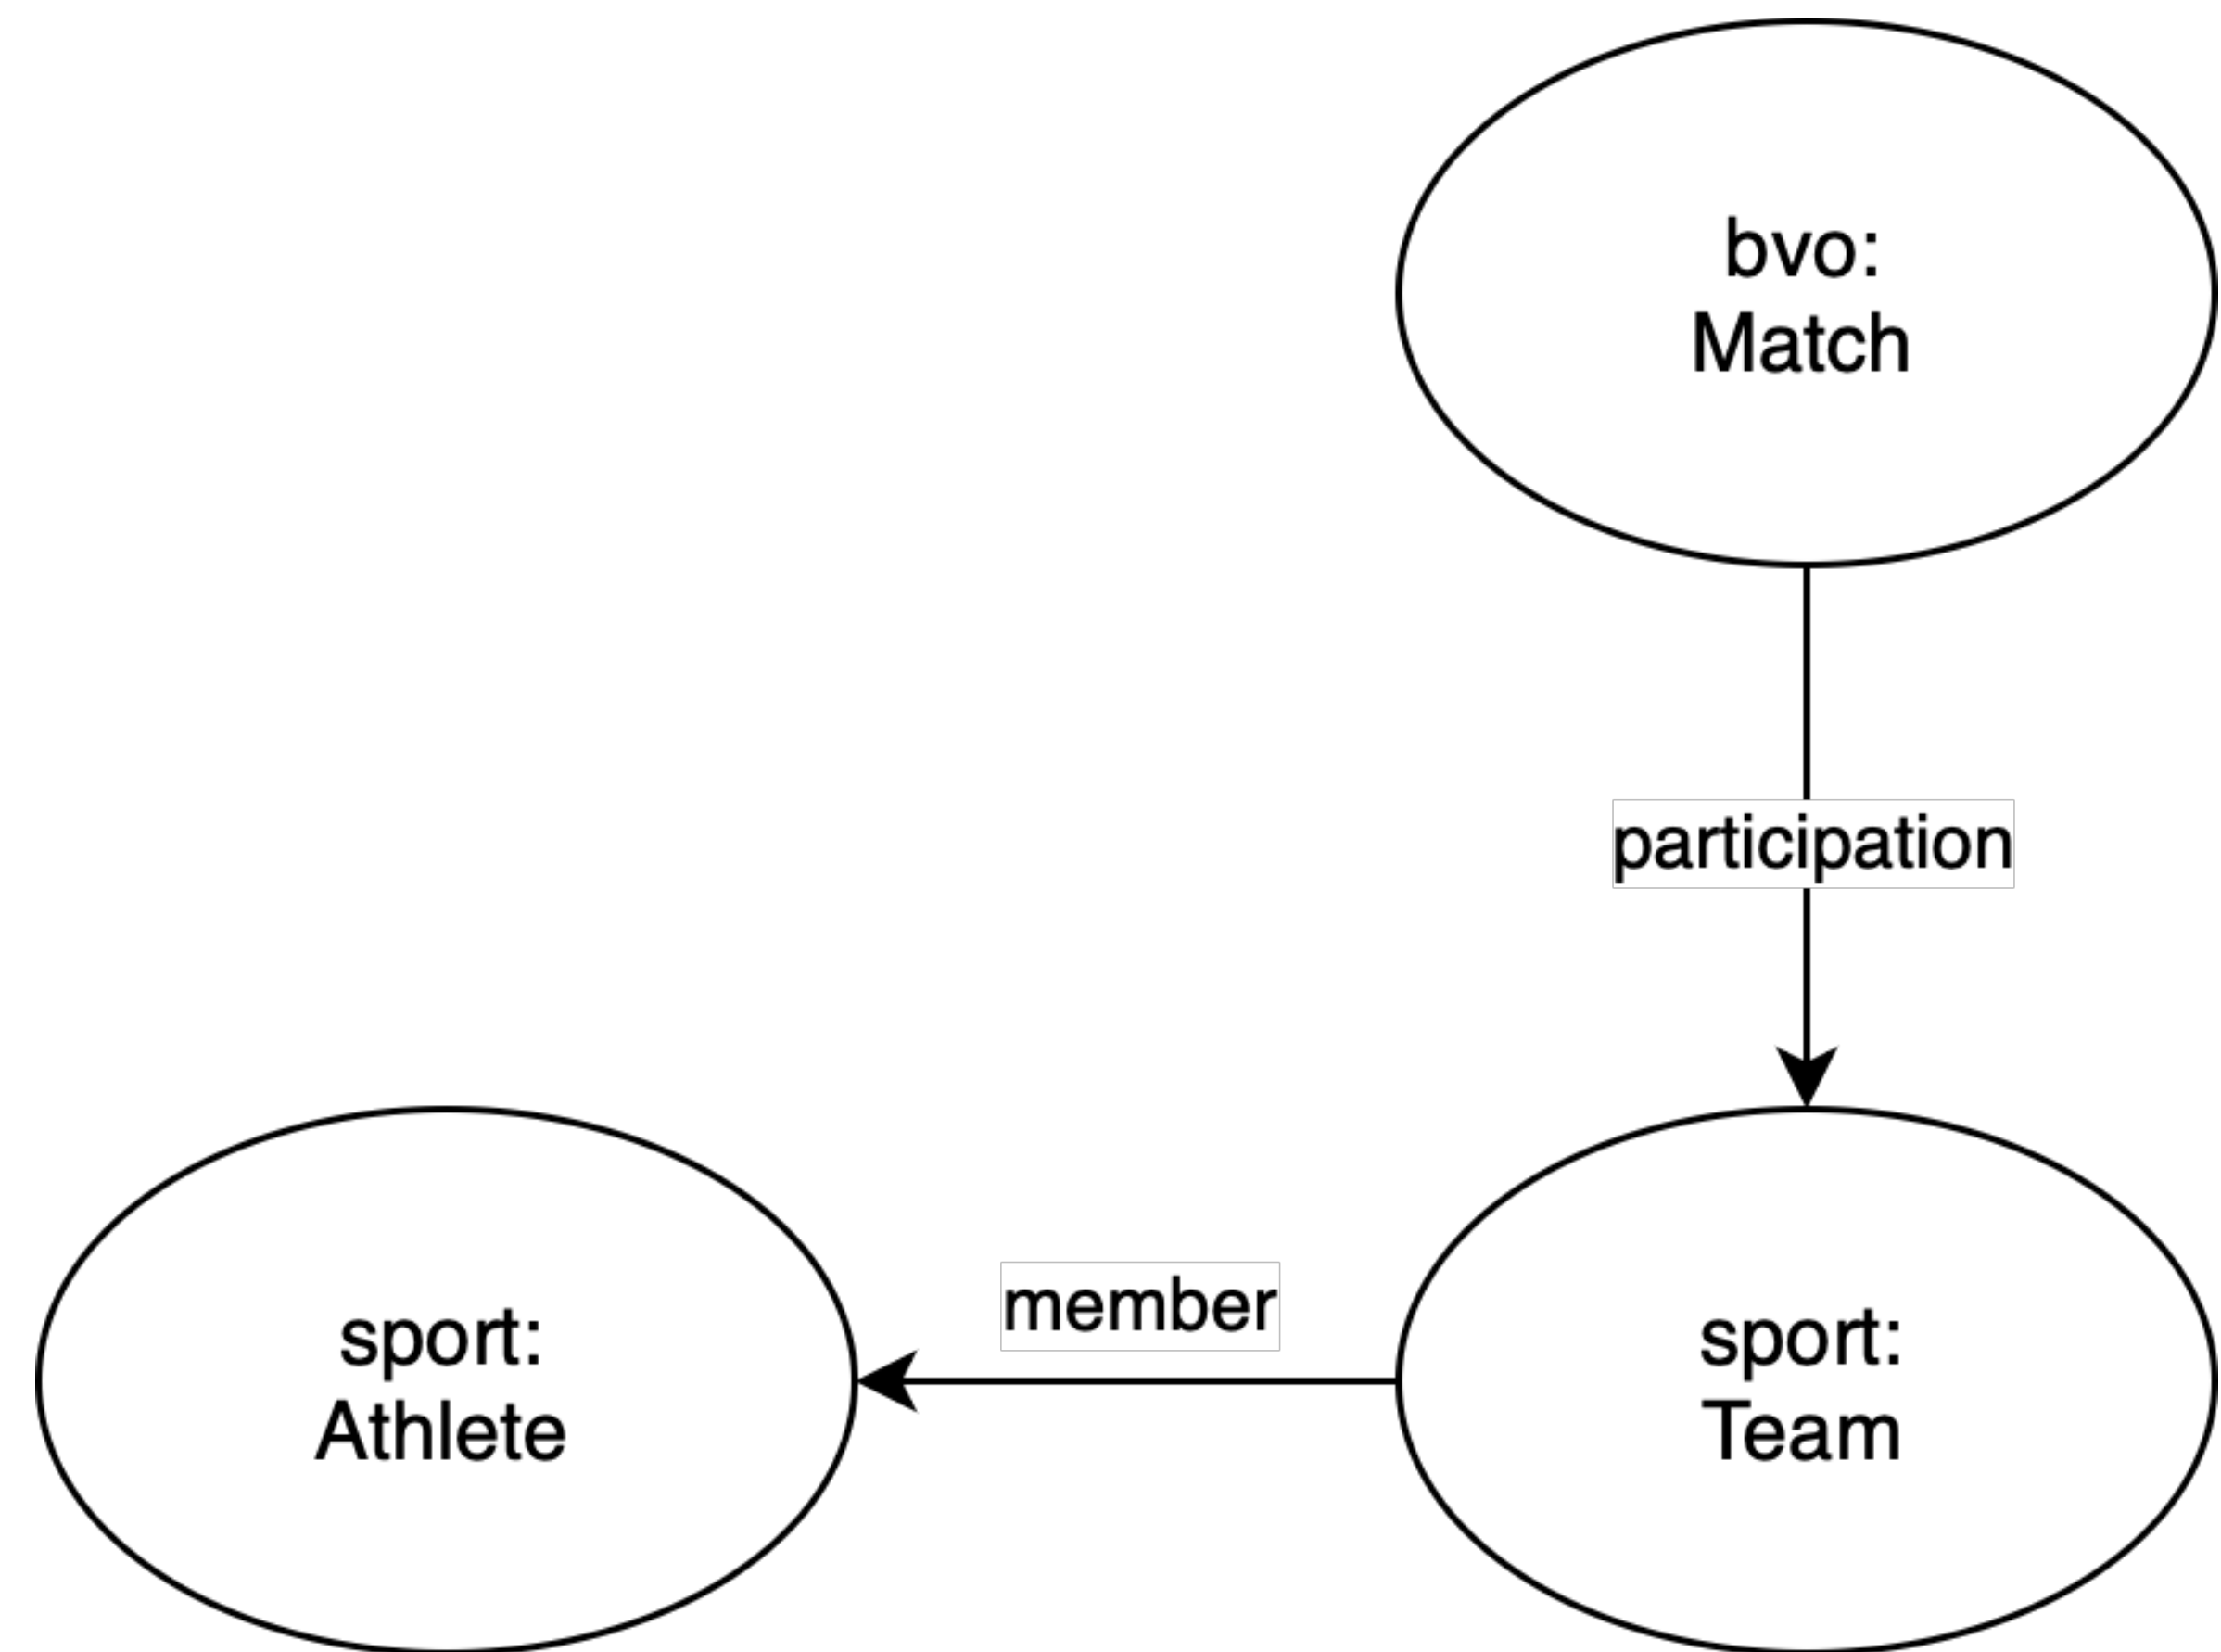 bvo:
Match
participation
member
sport:
Athlete
sport:
Team